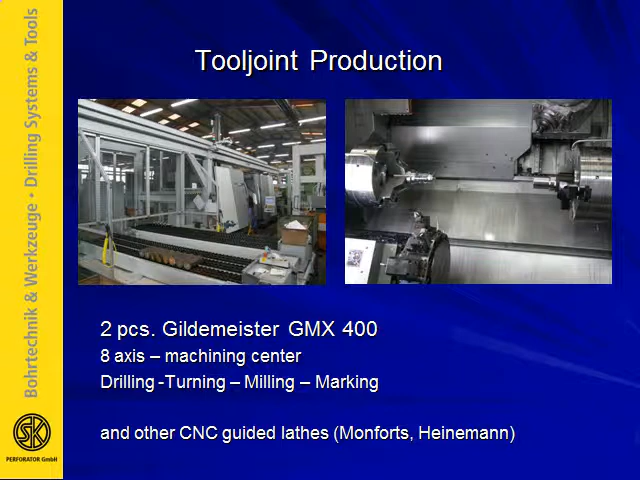 Bohrtechnik & Werkzeuge • Drilling Systems & Tools
Tooljoint Production
2 pcs. Gildemeister GMX 400
8 axis – machining center
Drilling -Turning – Milling – Marking
and other CNC guided lathes (Monforts, Heinemann)
SK
PERFORATOR GmbH